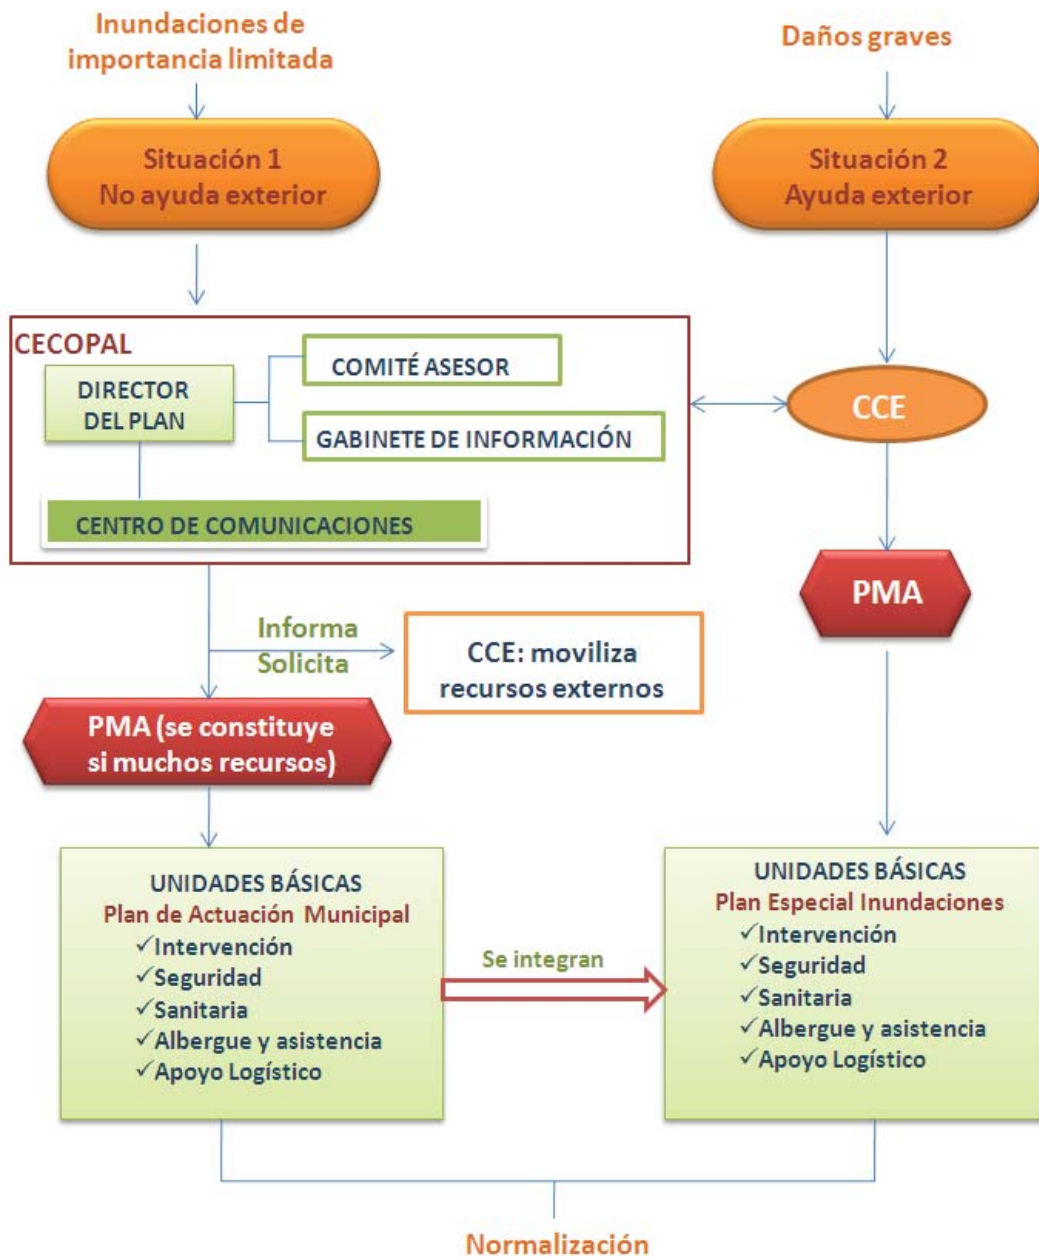 Inundaciones de
importancia limitada
Daños graves
Situación 1
No ayuda exterior
Situación 2
Ayuda exterior
CECOPAL
DIRECTOR
DEL PLAN
COMITÉ ASESOR
GABINETE DE INFORMACIÓN
CENTRO DE COMUNICACIONES
CCE
PMA
Informa
Solicita
CCE: moviliza
recursos externos
PMA (se constituye
si muchos recursos)
UNIDADES BÁSICAS
Plan de Actuación Municipal
✓Intervención
✓Seguridad
✓Sanitaria
✓Albergue y asistencia
✓Apoyo Logístico
Se integran
UNIDADES BÁSICAS
Plan Especial Inundaciones
✓Intervención
✓Seguridad
✓Sanitaria
✓Albergue y asistencia
✓Apoyo Logístico
Normalización